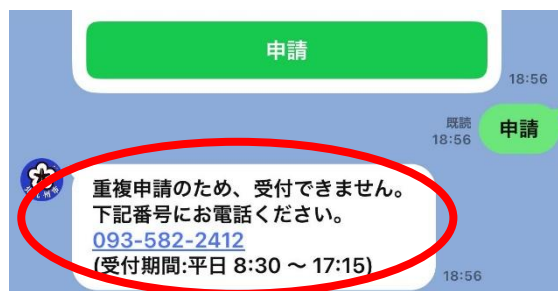 申請
18:56
既読
18:56
申請
重複申請のため、受付できません。
下記番号にお電話ください。
093-582-2412
(受付期間:平日 8:30 ～ 17:15)
18:56